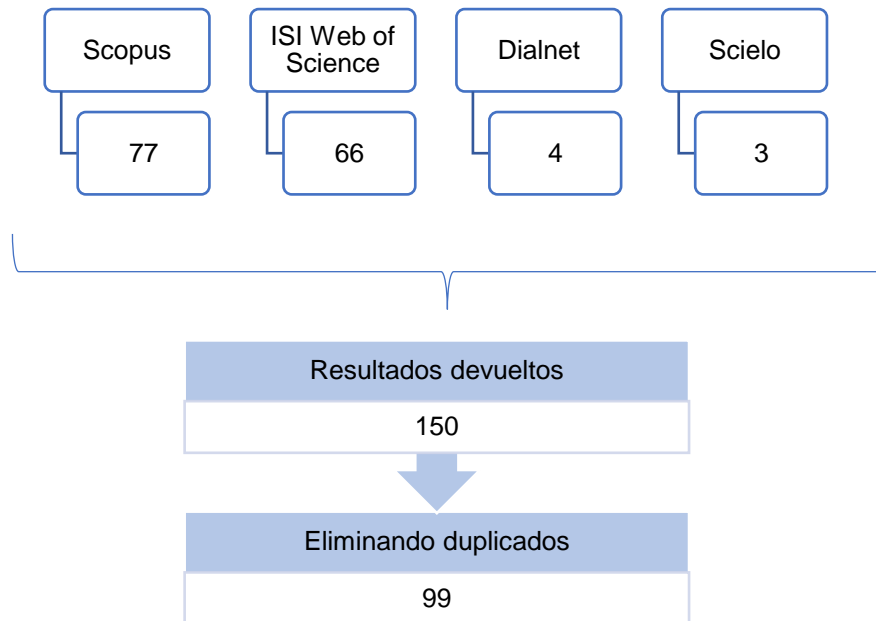 Scopus
ISI Web of
Science
Dialnet
Scielo
77
66
4
3
Resultados devueltos
150
Eliminando duplicados
99